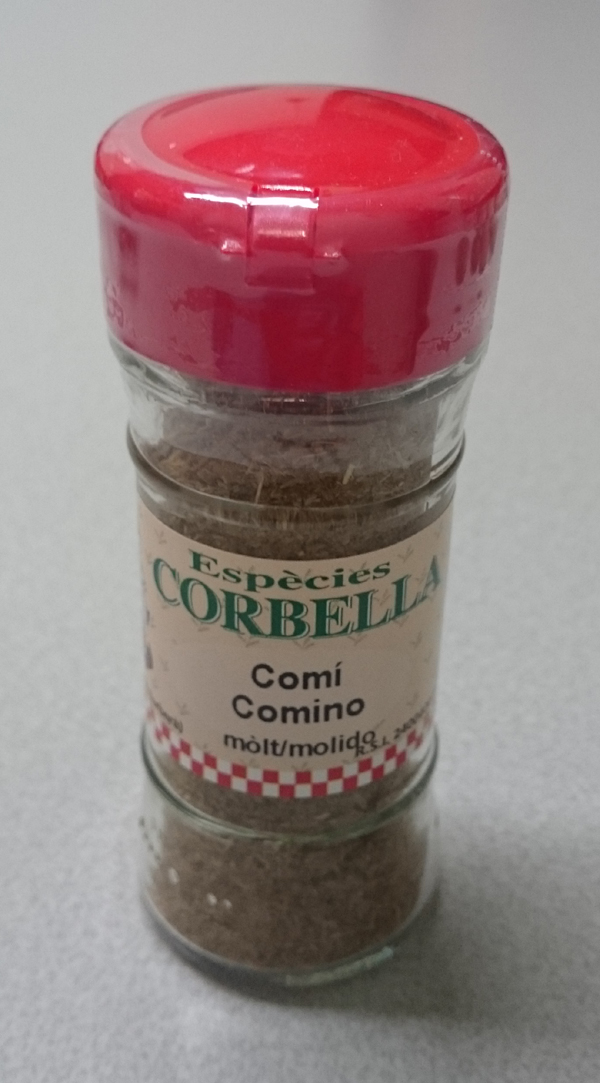 Espècies
CORBELLA
Comí
Comino
mòlt/molido
R.S.I.